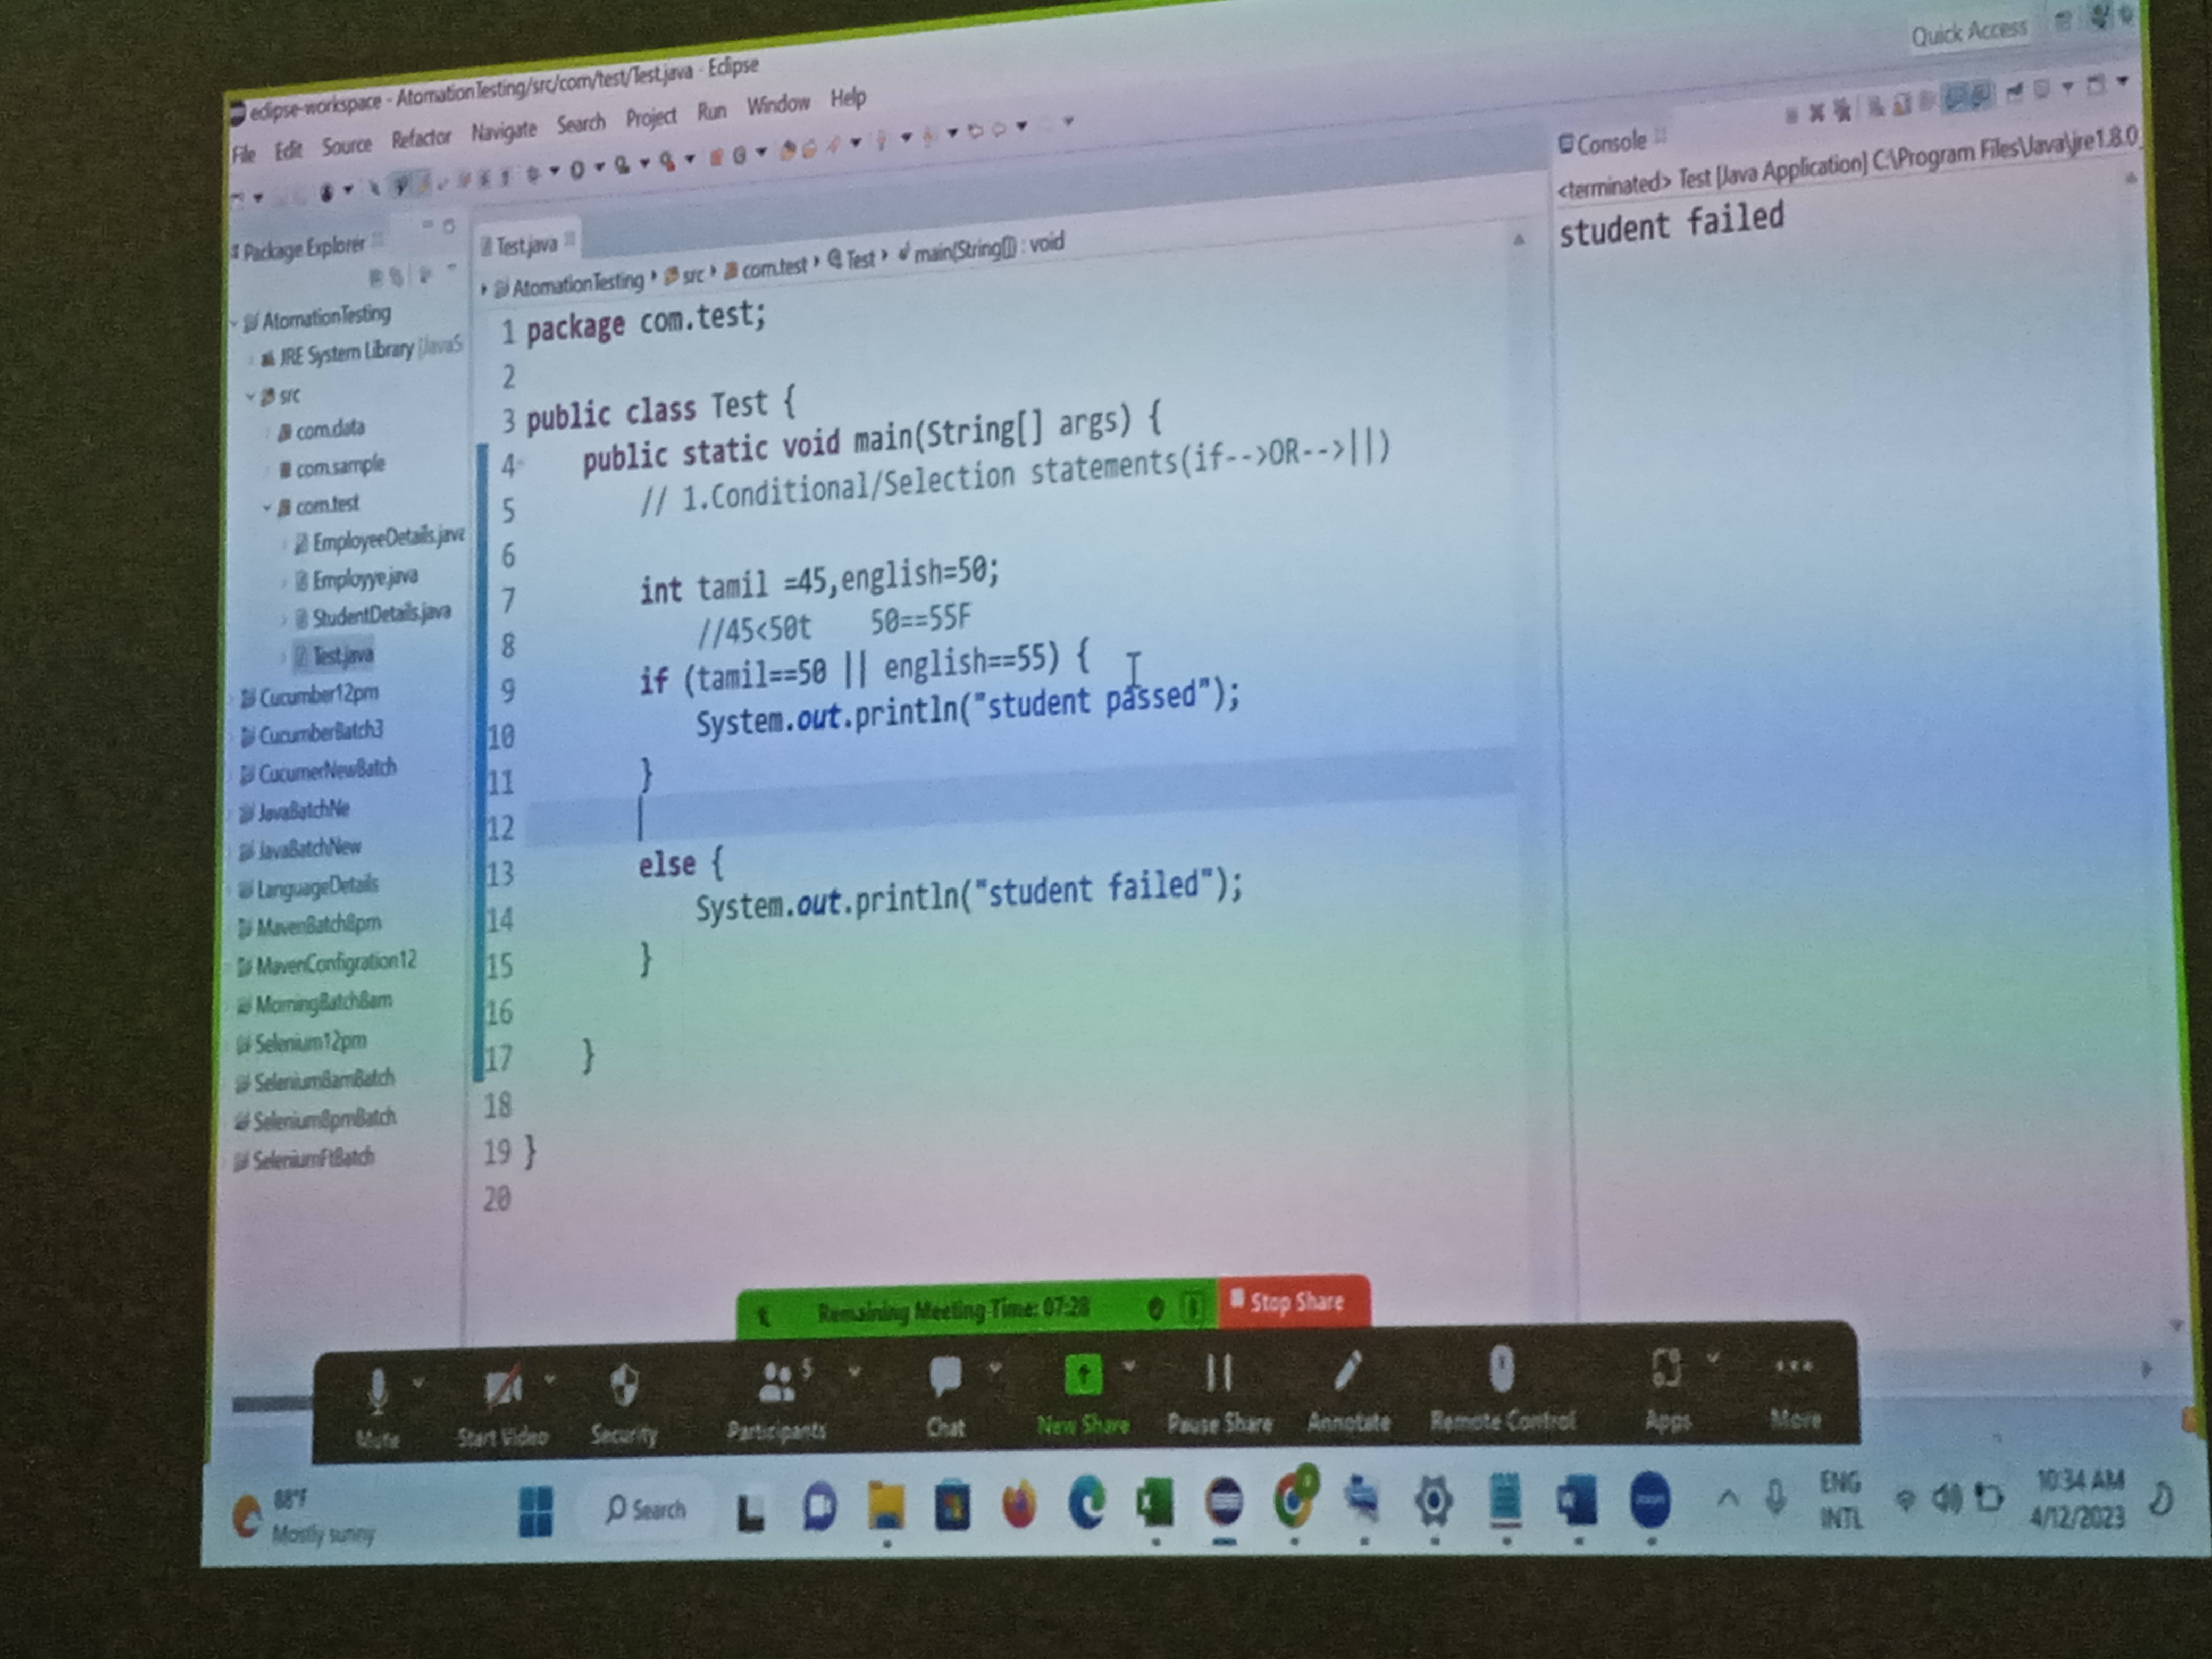 eclipse-workspace - AtomationTesting/src/com/test/Test.java - Eclipse
File Edit Source Refactor Navigate Search Project Run Window Help
Quick Access
Package Explorer
AtomationTesting
JRE System Library [JavaS
src
com.data
com.sample
com.test
EmployeeDetails.java
Employye.java
StudentDetails.java
Test.java
Cucumber12pm
CucumberBatch3
CucumerNewBatch
JavaBatchNe
JavaBatchNew
LanguageDetails
MavenBatch8pm
MavenConfigration12
MorningBatch8am
Selenium12pm
Selenium8amBatch
Selenium8pmBatch
SeleniumFtBatch
Test.java
AtomationTesting src com.test Test main(String[]) : void
1 package com.test;
2
3 public class Test {
4 public static void main(String[] args) {
5 // 1.Conditional/Selection statements(if-->OR-->||)
6
7 int tamil =45,english=50;
8 //45<50t 50==55F
9 if (tamil==50 || english==55) {
10 System.out.println("student passed");
11 }
12
13 else {
14 System.out.println("student failed");
15 }
16
17 }
18
19 }
20
Console
<terminated> Test [Java Application] C:\Program Files\Java\jre1.8.0_
student failed
Remaining Meeting Time: 07:28 Stop Share
Mute Start Video Security Participants 5 Chat New Share Pause Share Annotate Remote Control Apps More
88°F
Mostly sunny
Search
ENG
INTL
10:34 AM
4/12/2023